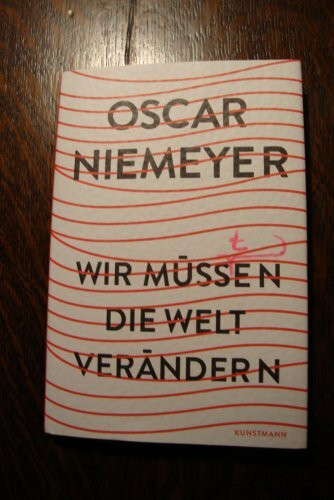 OSCAR
NIEMEYER
t
WIR MÜSSEN
DIE WELT
VERÄNDERN
KUNSTMANN